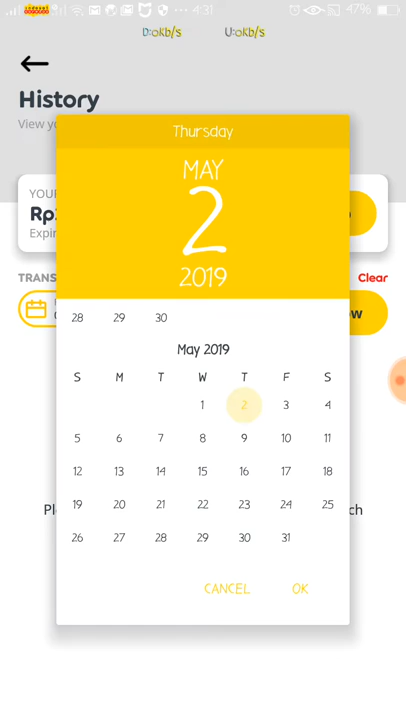 4:31
47%
D:0Kb/s U:0Kb/s
History
View
Thursday
MAY
2
2019
YOUR
Rp
Expir
TRANS
Clear
28 29 30
May 2019
S M T W T F S
1 2 3 4
5 6 7 8 9 10 11
12 13 14 15 16 17 18
19 20 21 22 23 24 25
26 27 28 29 30 31
CANCEL OK